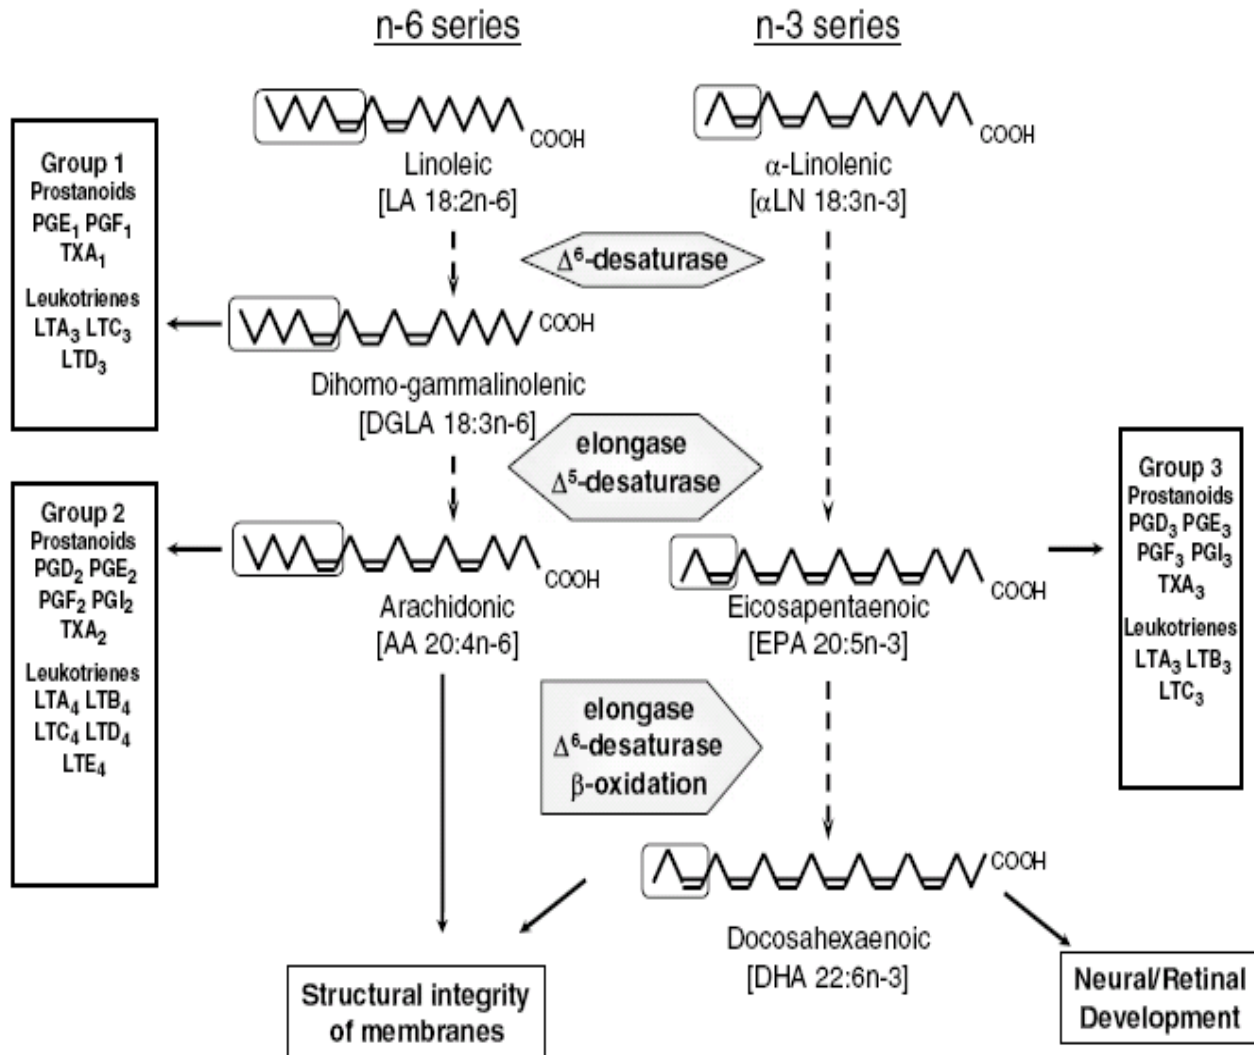 n-6 series
n-3 series
COOH
Linoleic
[LA 18:2n-6]
COOH
α-Linolenic
[αLN 18:3n-3]
Group 1
Prostanoids
PGE₁ PGF₁
TXA₁
Leukotrienes
LTA₃ LTC₃
LTD₃
Δ⁶-desaturase
COOH
Dihomo-gammalinolenic
[DGLA 18:3n-6]
elongase
Δ⁵-desaturase
Group 2
Prostanoids
PGD₂ PGE₂
PGF₂ PGI₂
TXA₂
Leukotrienes
LTA₄ LTB₄
LTC₄ LTD₄
LTE₄
COOH
Arachidonic
[AA 20:4n-6]
COOH
Eicosapentaenoic
[EPA 20:5n-3]
Group 3
Prostanoids
PGD₃ PGE₃
PGF₃ PGI₃
TXA₃
Leukotrienes
LTA₃ LTB₃
LTC₃
elongase
Δ⁶-desaturase
β-oxidation
COOH
Docosahexaenoic
[DHA 22:6n-3]
Structural integrity
of membranes
Neural/Retinal
Development